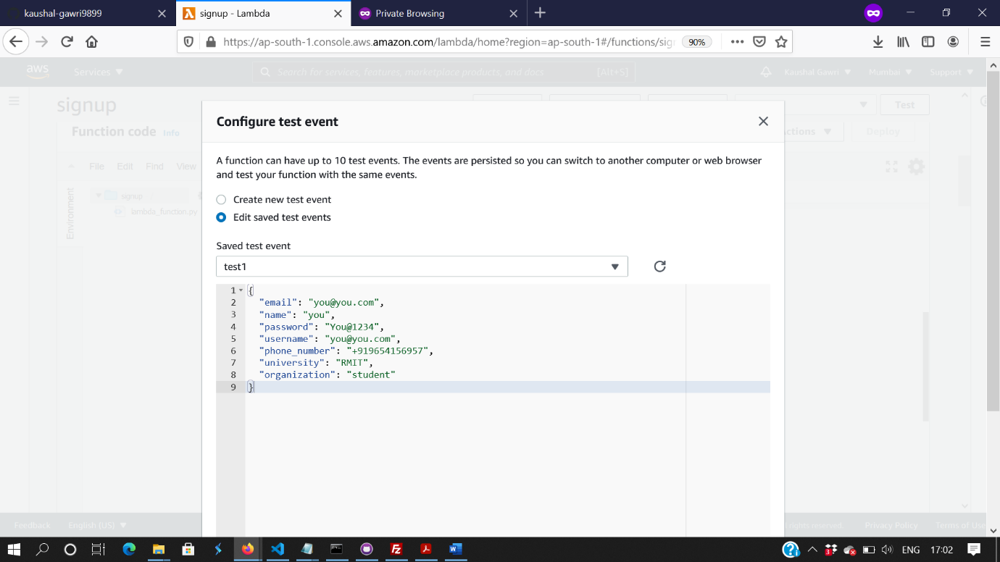 kaushal-gawri9899
signup - Lambda
Private Browsing
https://ap-south-1.console.aws.amazon.com/lambda/home?region=ap-south-1#/functions/sig
90%
aws
Services
Search for services, features, marketplace products, and docs
[Alt+S]
Kaushal Gawri
Mumbai
Support
signup
Test
Function code
Info
Deploy
File
Edit
Find
View
Environment
signup
lambda_function.py
Configure test event
A function can have up to 10 test events. The events are persisted so you can switch to another computer or web browser
and test your function with the same events.
Create new test event
Edit saved test events
Saved test event
test1
1 {
2 "email": "you@you.com",
3 "name": "you",
4 "password": "You@1234",
5 "username": "you@you.com",
6 "phone_number": "+919654156957",
7 "university": "RMIT",
8 "organization": "student"
9 }
Feedback
English (US)
rights reserved.
Privacy Policy
Terms of Use
3
ENG
17:02